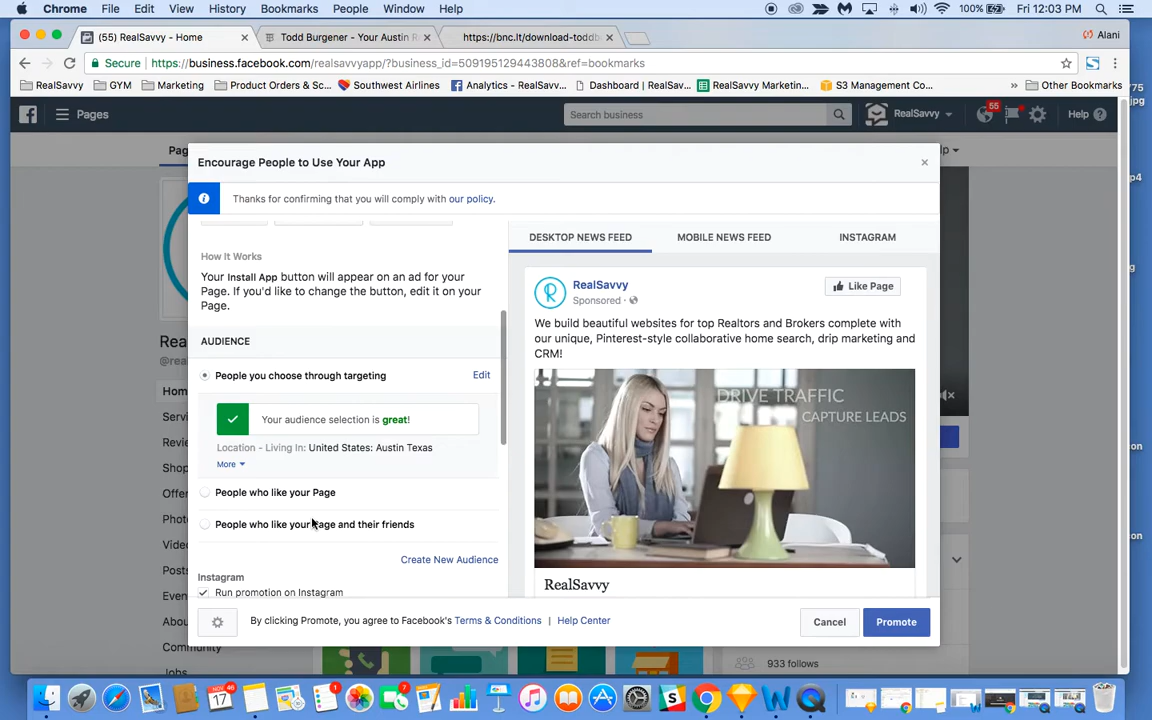 Chrome File Edit View History Bookmarks People Window Help 100% Fri 12:03 PM
(55) RealSavvy - Home Todd Burgener - Your Austin R https://bnc.lt/download-toddb Alani
Secure https://business.facebook.com/realsavvyapp/?business_id=509195129443808&ref=bookmarks
RealSavvy GYM Marketing Product Orders & Sc... Southwest Airlines Analytics - RealSavv... Dashboard | RealSav... RealSavvy Marketin... S3 Management Co... » Other Bookmarks
Pages Search business RealSavvy 55 Help
Encourage People to Use Your App
Thanks for confirming that you will comply with our policy.
DESKTOP NEWS FEED MOBILE NEWS FEED INSTAGRAM
How It Works
Your Install App button will appear on an ad for your
Page. If you'd like to change the button, edit it on your
Page.
AUDIENCE
People you choose through targeting Edit
Your audience selection is great!
Location - Living In: United States: Austin Texas
More
People who like your Page
People who like your Page and their friends
Create New Audience
Instagram
Run promotion on Instagram
RealSavvy
Sponsored ·
Like Page
We build beautiful websites for top Realtors and Brokers complete with
our unique, Pinterest-style collaborative home search, drip marketing and
CRM!
DRIVE TRAFFIC
CAPTURE LEADS
RealSavvy
By clicking Promote, you agree to Facebook's Terms & Conditions | Help Center
Cancel Promote
933 follows